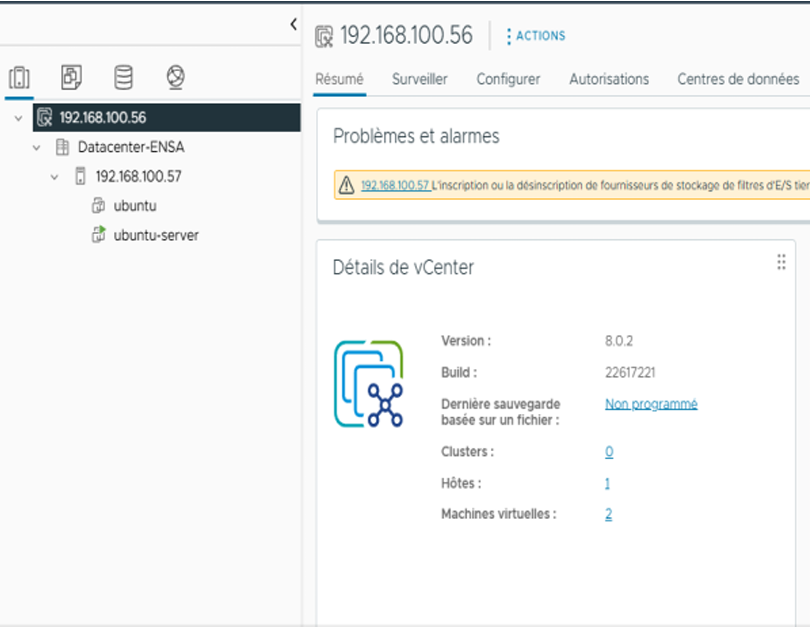 192.168.100.56
ACTIONS
Résumé Surveiller Configurer Autorisations Centres de données
192.168.100.56
Datacenter-ENSA
192.168.100.57
ubuntu
ubuntu-server
Problèmes et alarmes
192.168.100.57 L'inscription ou la désinscription de fournisseurs de stockage de filtres d'E/S
Détails de vCenter
Version : 8.0.2
Build : 22617221
Dernière sauvegarde
basée sur un fichier : Non programmé
Clusters : 0
Hôtes : 1
Machines virtuelles : 2